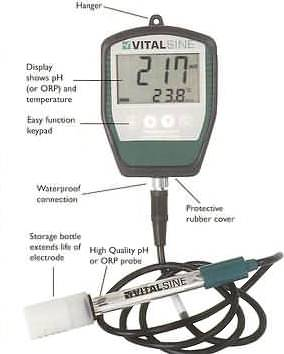 Hanger
VITALSINE
217
23.8°
Display
shows pH
(or ORP) and
temperature
Easy function
keypad
Waterproof
connection
Protective
rubber cover
Storage bottle
extends life of
electrode
High Quality pH
or ORP probe
VITALSINE